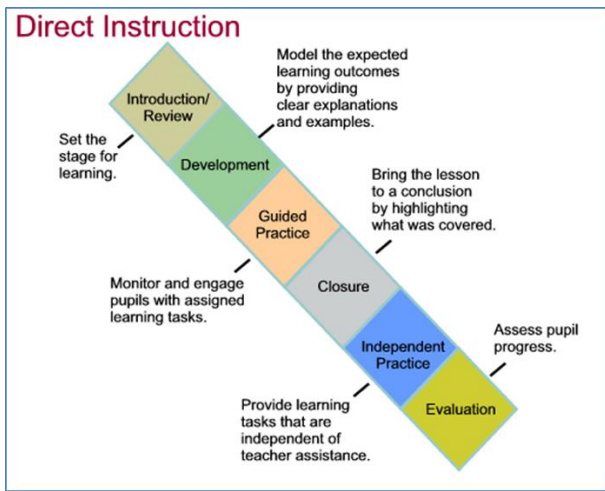 Direct Instruction
Introduction/
Review
Set the
stage for
learning.
Development
Model the expected
learning outcomes
by providing
clear explanations
and examples.
Guided
Practice
Monitor and engage
pupils with assigned
learning tasks.
Closure
Bring the lesson
to a conclusion
by highlighting
what was covered.
Independent
Practice
Provide learning
tasks that are
independent of
teacher assistance.
Evaluation
Assess pupil
progress.